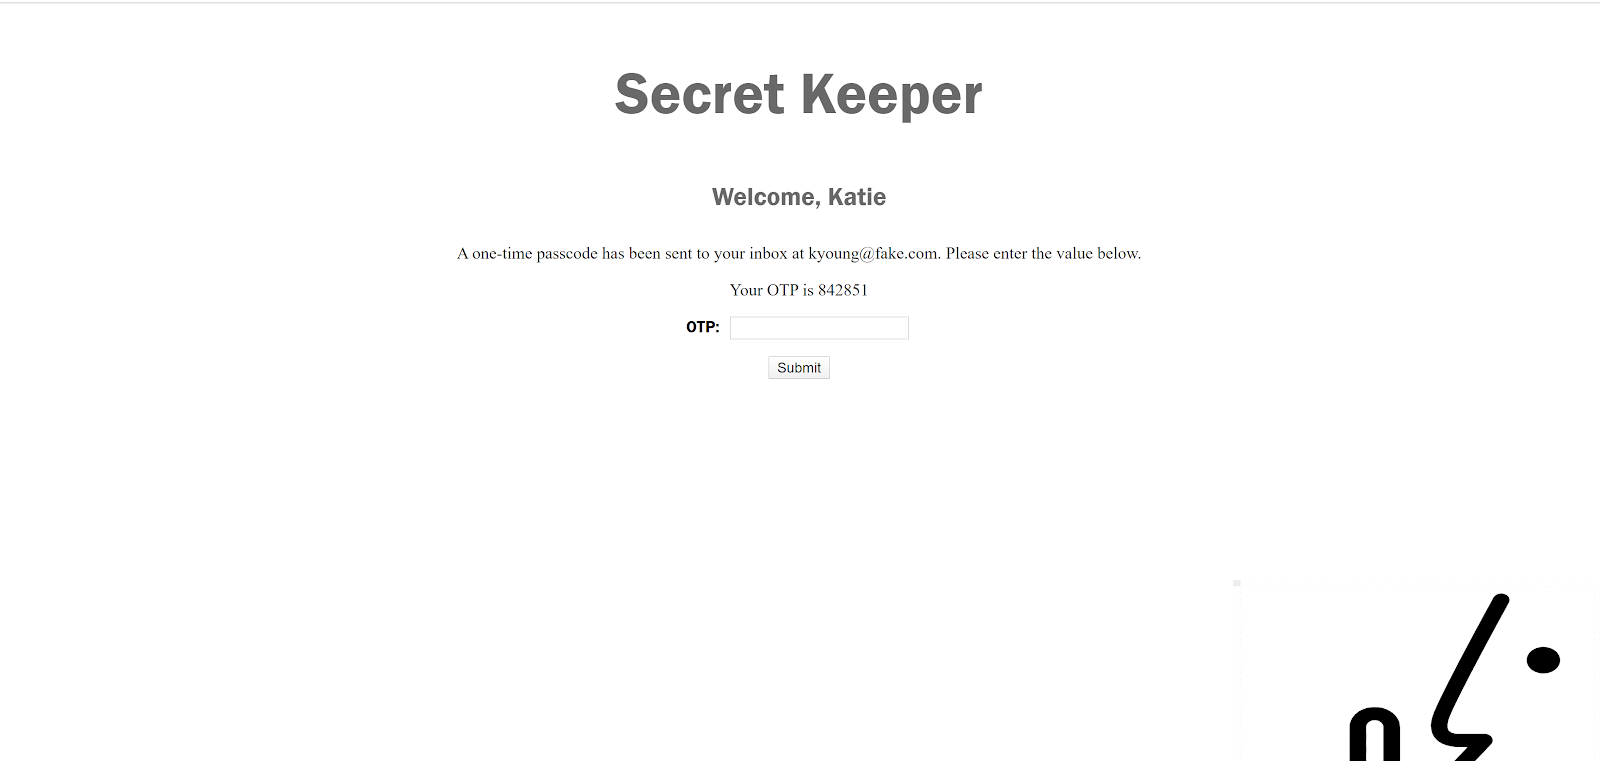 Secret Keeper
Welcome, Katie
A one-time passcode has been sent to your inbox at kyoung@fake.com. Please enter the value below.
Your OTP is 842851
OTP:
Submit